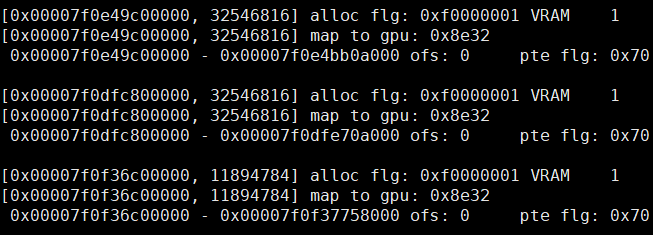 [0x00007f0e49c00000, 32546816] alloc flg: 0xf0000001 VRAM    1
[0x00007f0e49c00000, 32546816] map to gpu: 0x8e32
 0x00007f0e49c00000 - 0x00007f0e4bb0a000 ofs: 0     pte flg: 0x70
[0x00007f0dfc800000, 32546816] alloc flg: 0xf0000001 VRAM    1
[0x00007f0dfc800000, 32546816] map to gpu: 0x8e32
 0x00007f0dfc800000 - 0x00007f0dfe70a000 ofs: 0     pte flg: 0x70
[0x00007f0f36c00000, 11894784] alloc flg: 0xf0000001 VRAM    1
[0x00007f0f36c00000, 11894784] map to gpu: 0x8e32
 0x00007f0f36c00000 - 0x00007f0f37758000 ofs: 0     pte flg: 0x70